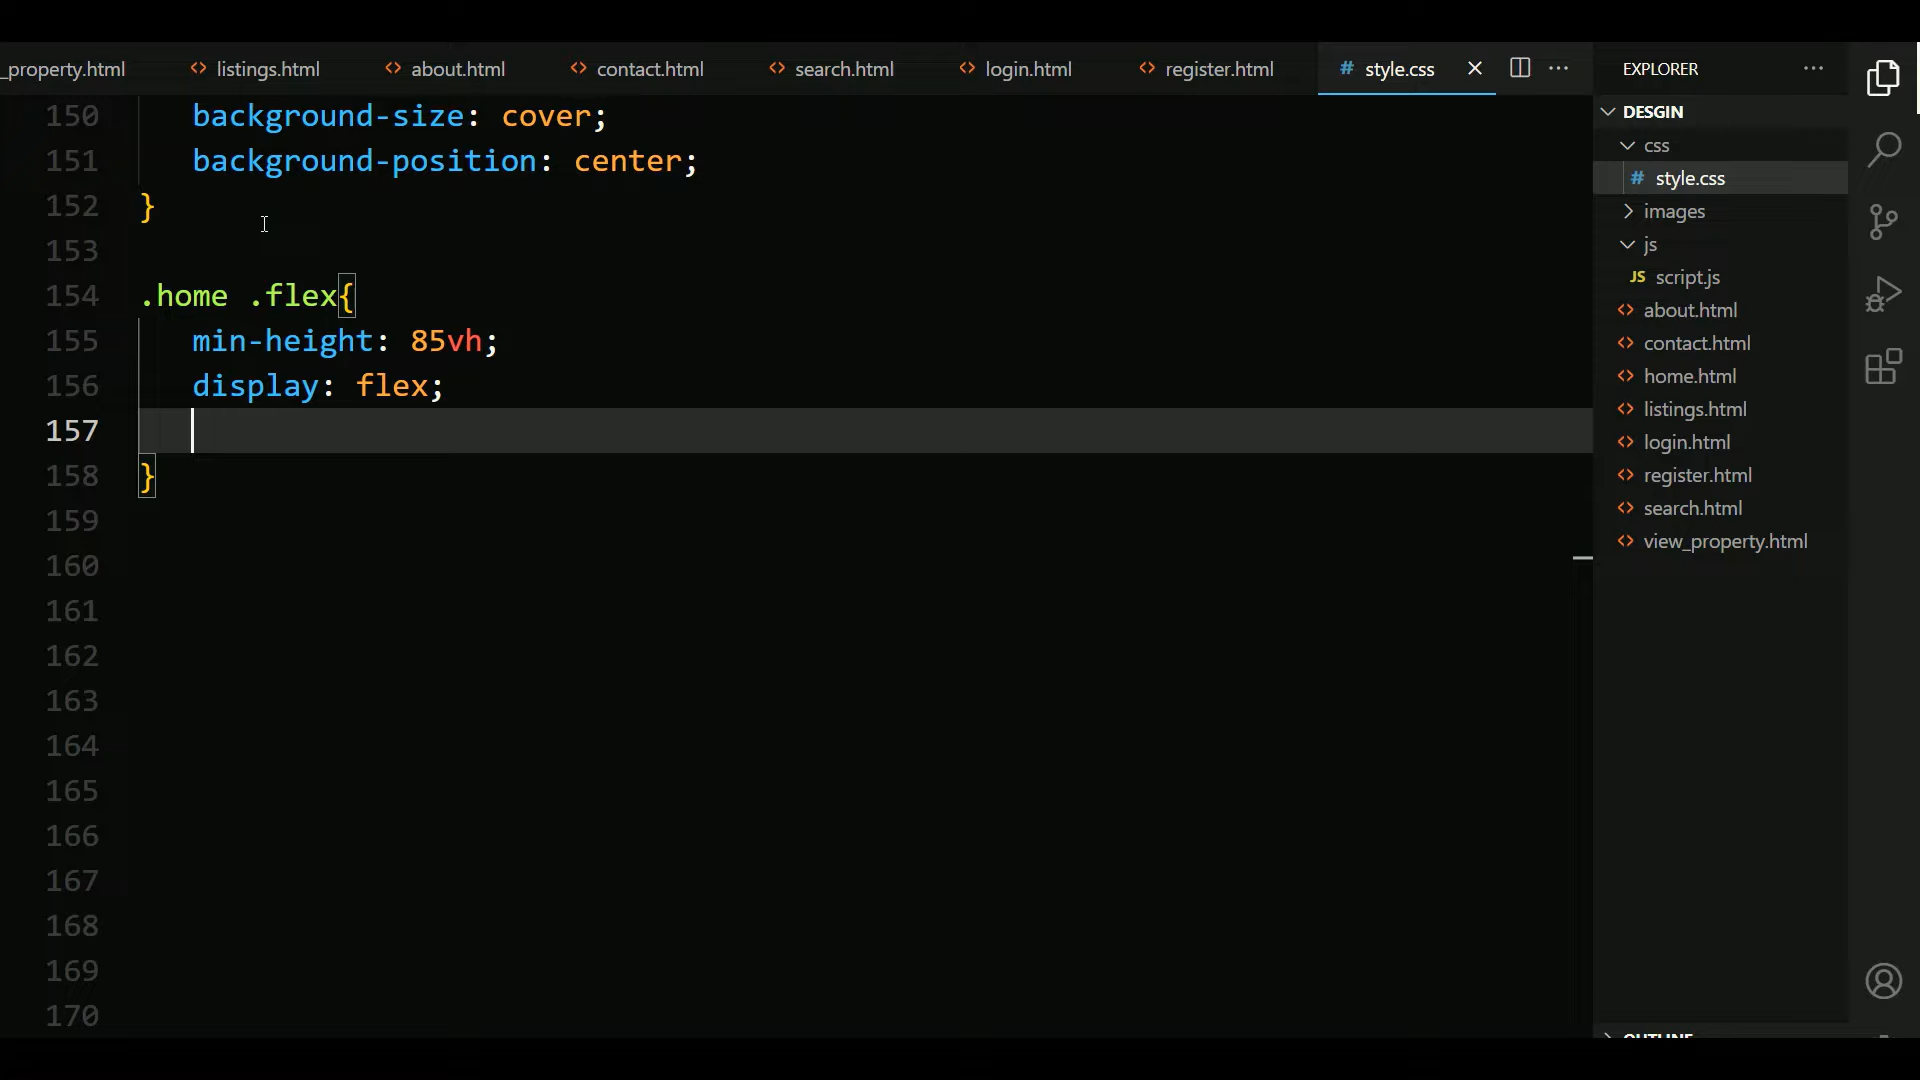 _property.html listings.html about.html contact.html search.html login.html register.html # style.css
150 background-size: cover;
151 background-position: center;
152 }
153
154 .home .flex{
155 min-height: 85vh;
156 display: flex;
157
158 }
159
160
161
162
163
164
165
166
167
168
169
170
EXPLORER
DESGIN
css
# style.css
images
js
JS script.js
about.html
contact.html
home.html
listings.html
login.html
register.html
search.html
view_property.html
OUTLINE